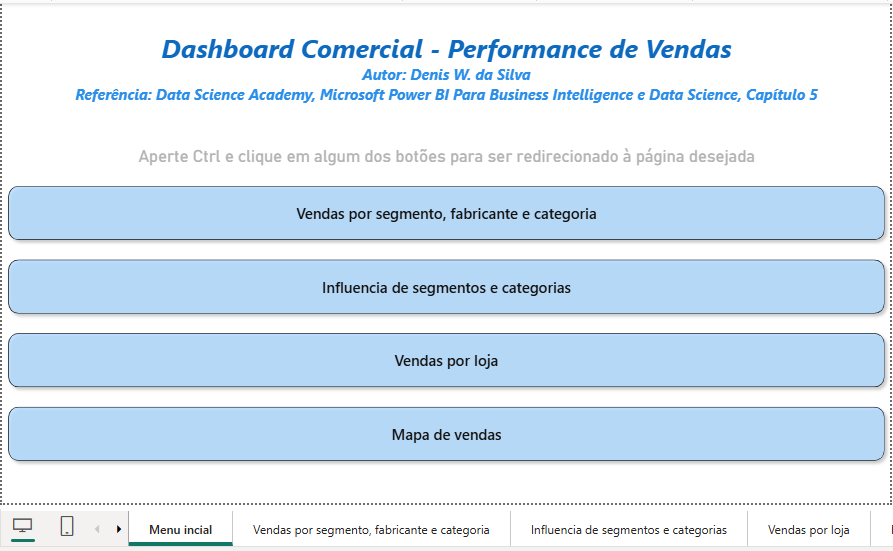 Dashboard Comercial - Performance de Vendas
Autor: Denis W. da Silva
Referência: Data Science Academy, Microsoft Power BI Para Business Intelligence e Data Science, Capítulo 5
Aperte Ctrl e clique em algum dos botões para ser redirecionado à página desejada
Vendas por segmento, fabricante e categoria
Influencia de segmentos e categorias
Vendas por loja
Mapa de vendas
Menu incial
Vendas por segmento, fabricante e categoria
Influencia de segmentos e categorias
Vendas por loja